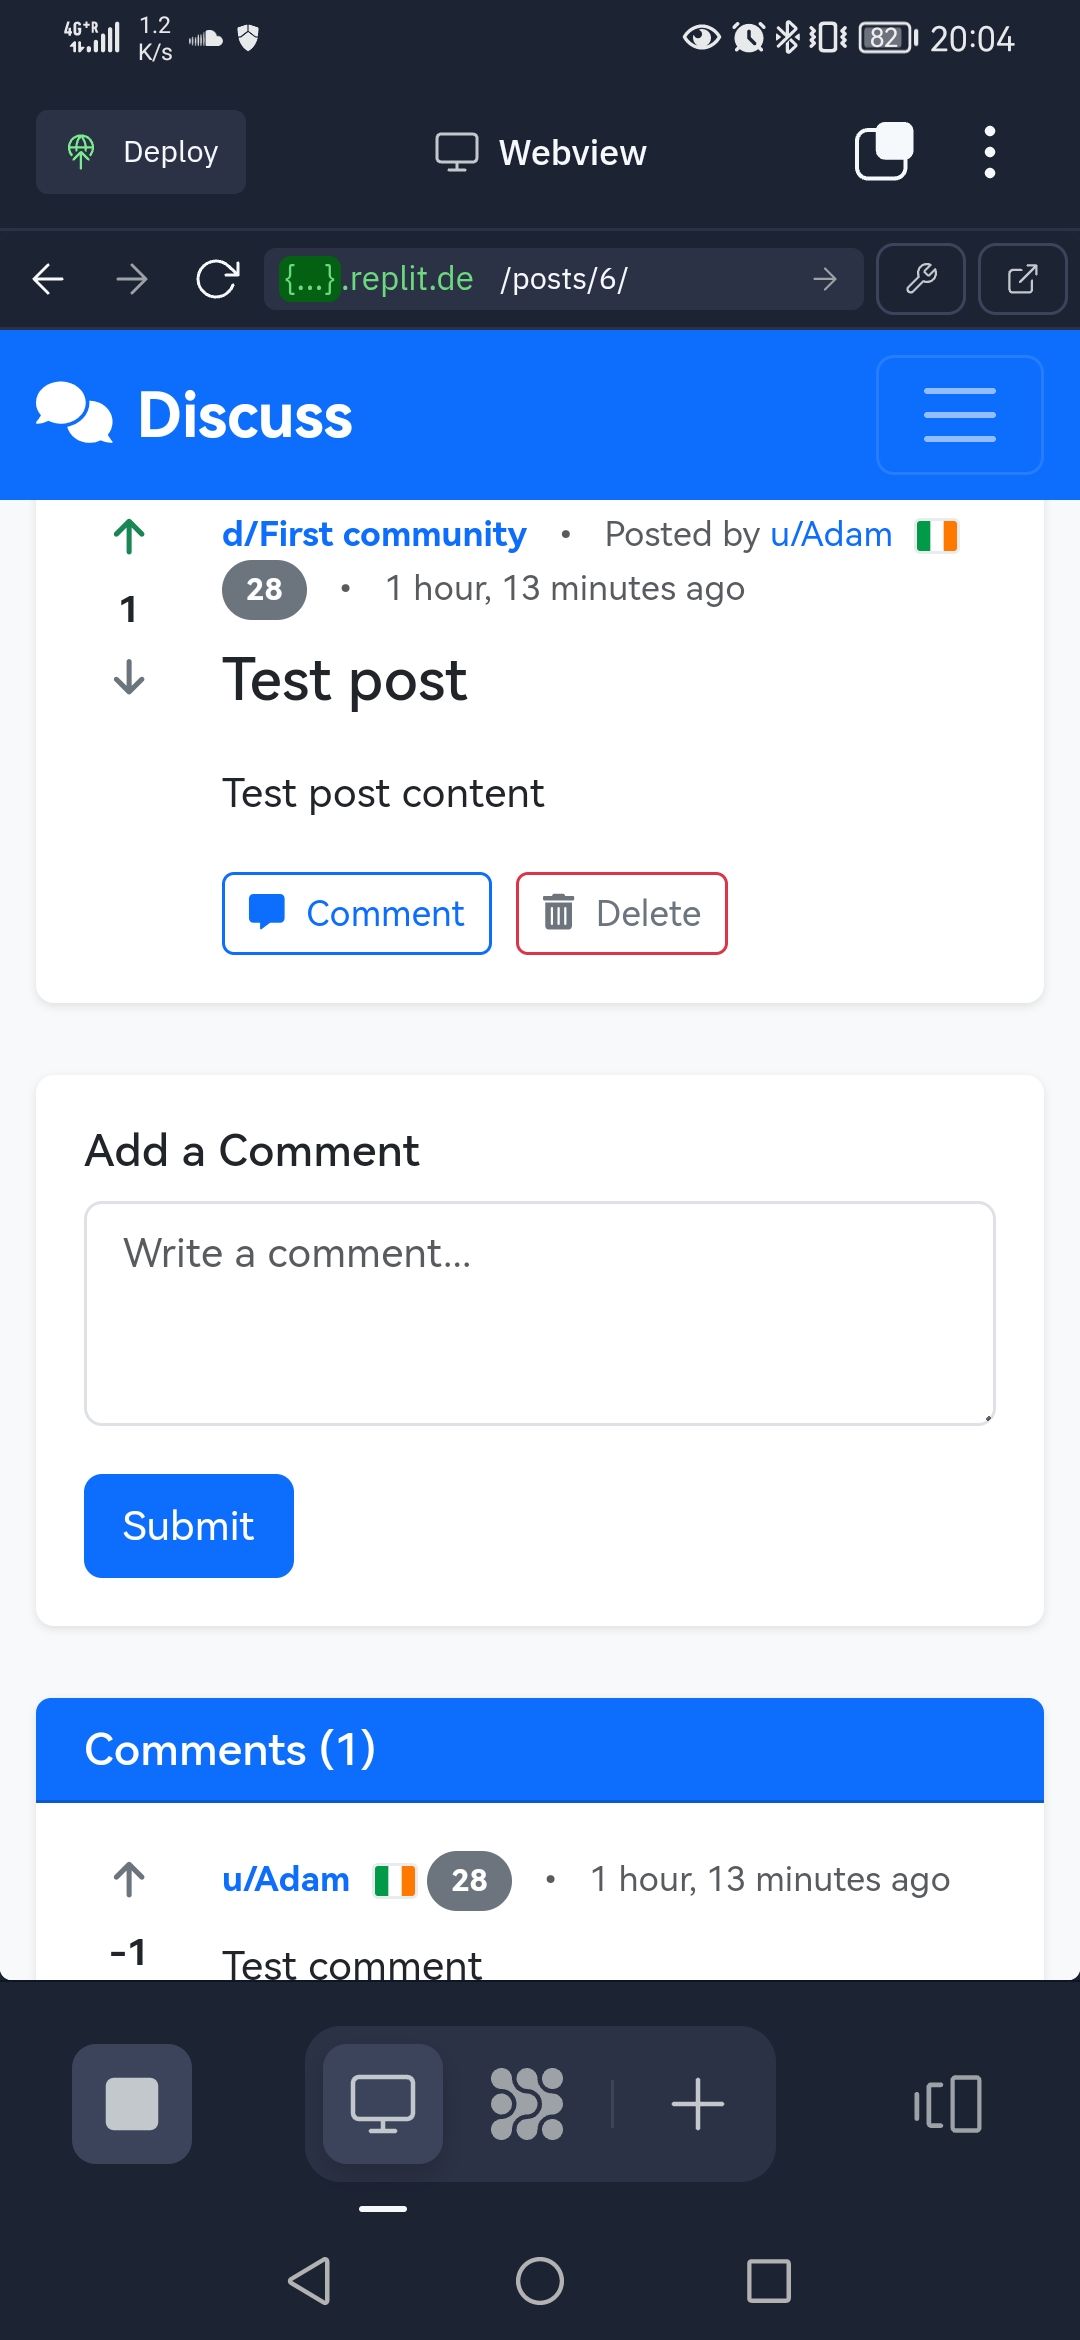 4G+R 1.2 K/s 82 20:04
Deploy Webview
{...}.replit.de /posts/6/
Discuss
d/First community • Posted by u/Adam
28 • 1 hour, 13 minutes ago
1
Test post
Test post content
Comment Delete
Add a Comment
Write a comment...
Submit
Comments (1)
u/Adam 28 • 1 hour, 13 minutes ago
-1
Test comment